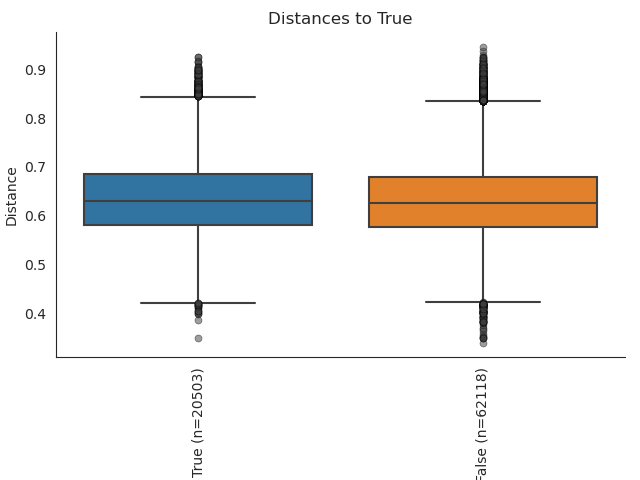 Distances to True
Distance
0.9
0.8
0.7
0.6
0.5
0.4
True (n=20503)
False (n=62118)